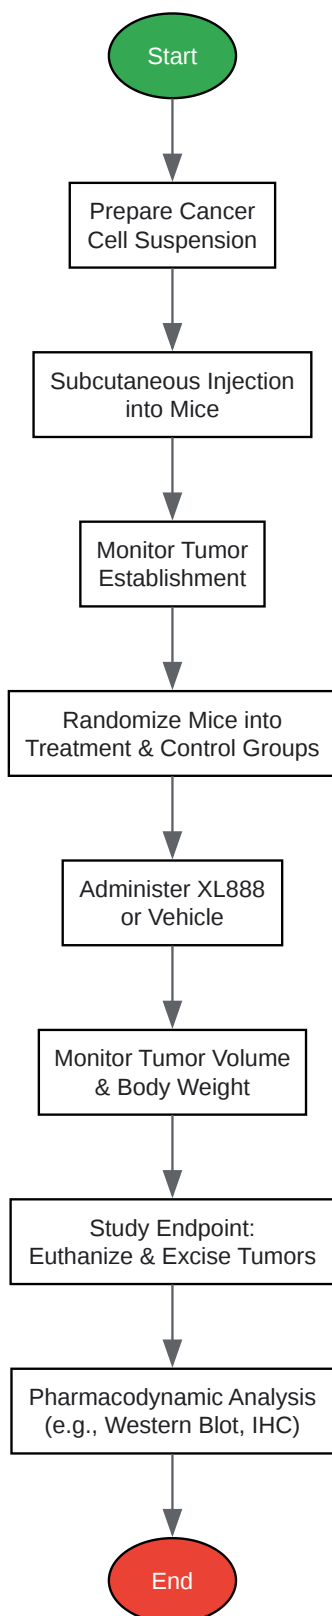 Start
Prepare Cancer
Cell Suspension
Subcutaneous Injection
into Mice
Monitor Tumor
Establishment
Randomize Mice into
Treatment & Control Groups
Administer XL888
or Vehicle
Monitor Tumor Volume
& Body Weight
Study Endpoint:
Euthanize & Excise Tumors
Pharmacodynamic Analysis
(e.g., Western Blot, IHC)
End